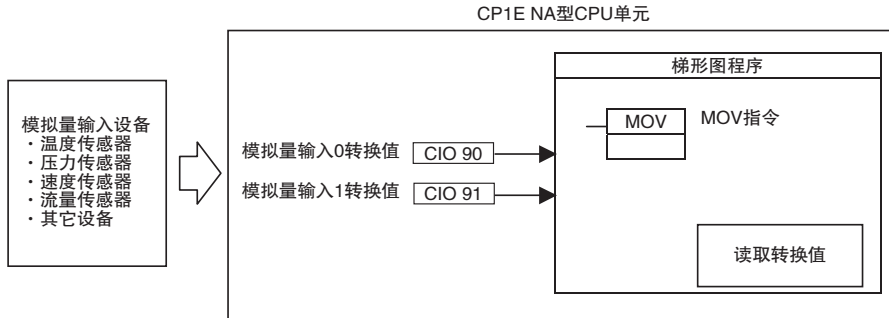 CP1E NA型CPU单元
模拟量输入设备
・温度传感器
・压力传感器
・速度传感器
・流量传感器
・其它设备
模拟量输入0转换值 CIO 90
模拟量输入1转换值 CIO 91
梯形图程序
MOV MOV指令
读取转换值